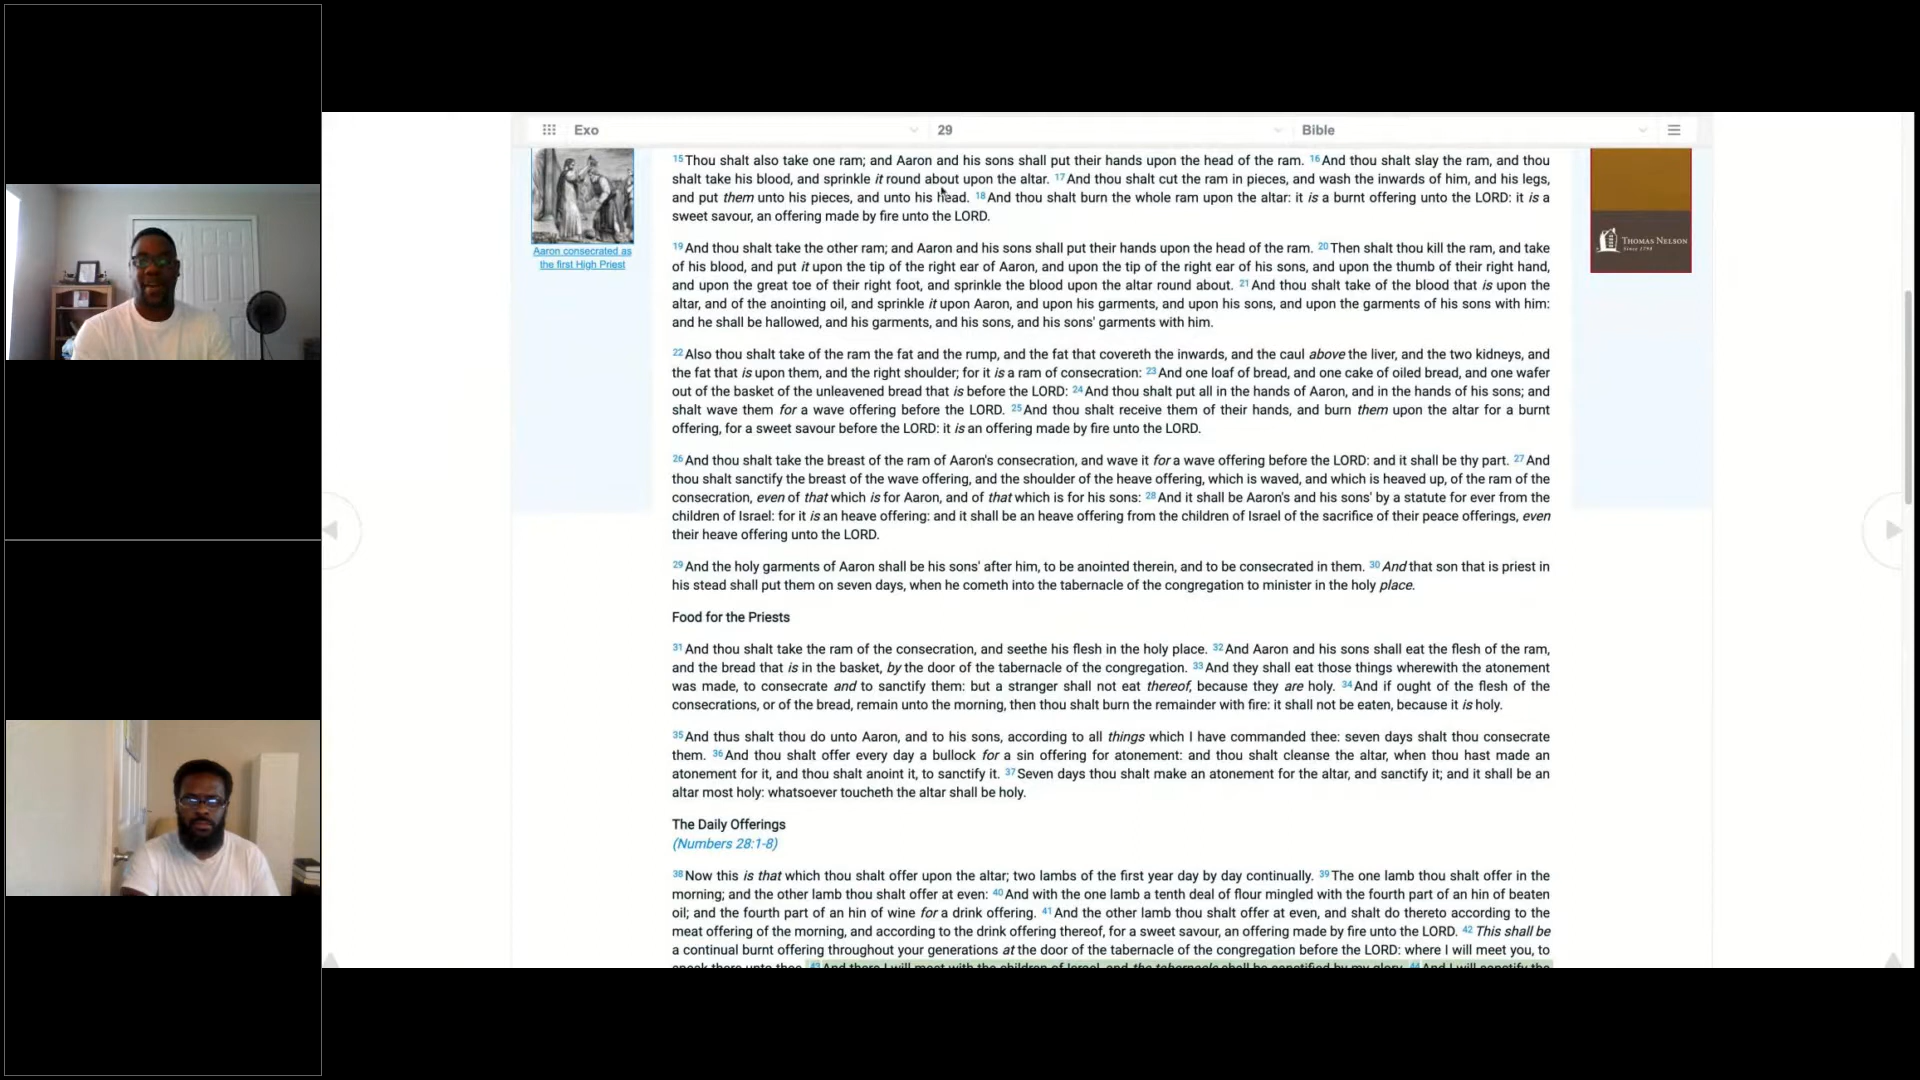 Exo 29 Bible
15Thou shalt also take one ram; and Aaron and his sons shall put their hands upon the head of the ram. 16And thou shalt slay the ram, and thou
shalt take his blood, and sprinkle it round about upon the altar. 17And thou shalt cut the ram in pieces, and wash the inwards of him, and his legs,
and put them unto his pieces, and unto his head. 18And thou shalt burn the whole ram upon the altar: it is a burnt offering unto the LORD: it is a
sweet savour, an offering made by fire unto the LORD.
Aaron consecrated as
the first High Priest
THOMAS NELSON
Since 1798
19And thou shalt take the other ram; and Aaron and his sons shall put their hands upon the head of the ram. 20Then shalt thou kill the ram, and take
of his blood, and put it upon the tip of the right ear of Aaron, and upon the tip of the right ear of his sons, and upon the thumb of their right hand,
and upon the great toe of their right foot, and sprinkle the blood upon the altar round about. 21And thou shalt take of the blood that is upon the
altar, and of the anointing oil, and sprinkle it upon Aaron, and upon his garments, and upon his sons, and upon the garments of his sons with him:
and he shall be hallowed, and his garments, and his sons, and his sons' garments with him.
22Also thou shalt take of the ram the fat and the rump, and the fat that covereth the inwards, and the caul above the liver, and the two kidneys, and
the fat that is upon them, and the right shoulder; for it is a ram of consecration: 23And one loaf of bread, and one cake of oiled bread, and one wafer
out of the basket of the unleavened bread that is before the LORD: 24And thou shalt put all in the hands of Aaron, and in the hands of his sons; and
shalt wave them for a wave offering before the LORD. 25And thou shalt receive them of their hands, and burn them upon the altar for a burnt
offering, for a sweet savour before the LORD: it is an offering made by fire unto the LORD.
26And thou shalt take the breast of the ram of Aaron's consecration, and wave it for a wave offering before the LORD: and it shall be thy part. 27And
thou shalt sanctify the breast of the wave offering, and the shoulder of the heave offering, which is waved, and which is heaved up, of the ram of the
consecration, even of that which is for Aaron, and of that which is for his sons: 28And it shall be Aaron's and his sons' by a statute for ever from the
children of Israel: for it is an heave offering: and it shall be an heave offering from the children of Israel of the sacrifice of their peace offerings, even
their heave offering unto the LORD.
29And the holy garments of Aaron shall be his sons' after him, to be anointed therein, and to be consecrated in them. 30And that son that is priest in
his stead shall put them on seven days, when he cometh into the tabernacle of the congregation to minister in the holy place.
Food for the Priests
31And thou shalt take the ram of the consecration, and seethe his flesh in the holy place. 32And Aaron and his sons shall eat the flesh of the ram,
and the bread that is in the basket, by the door of the tabernacle of the congregation. 33And they shall eat those things wherewith the atonement
was made, to consecrate and to sanctify them: but a stranger shall not eat thereof, because they are holy. 34And if ought of the flesh of the
consecrations, or of the bread, remain unto the morning, then thou shalt burn the remainder with fire: it shall not be eaten, because it is holy.
35And thus shalt thou do unto Aaron, and to his sons, according to all things which I have commanded thee: seven days shalt thou consecrate
them. 36And thou shalt offer every day a bullock for a sin offering for atonement: and thou shalt cleanse the altar, when thou hast made an
atonement for it, and thou shalt anoint it, to sanctify it. 37Seven days thou shalt make an atonement for the altar, and sanctify it; and it shall be an
altar most holy: whatsoever toucheth the altar shall be holy.
The Daily Offerings
(Numbers 28:1-8)
38Now this is that which thou shalt offer upon the altar; two lambs of the first year day by day continually. 39The one lamb thou shalt offer in the
morning; and the other lamb thou shalt offer at even: 40And with the one lamb a tenth deal of flour mingled with the fourth part of an hin of beaten
oil; and the fourth part of an hin of wine for a drink offering. 41And the other lamb thou shalt offer at even, and shalt do thereto according to the
meat offering of the morning, and according to the drink offering thereof, for a sweet savour, an offering made by fire unto the LORD. 42This shall be
a continual burnt offering throughout your generations at the door of the tabernacle of the congregation before the LORD: where I will meet you, to
speak there unto thee. 43And there I will meet with the children of Israel, and the tabernacle shall be sanctified by my glory. 44And I will sanctify the